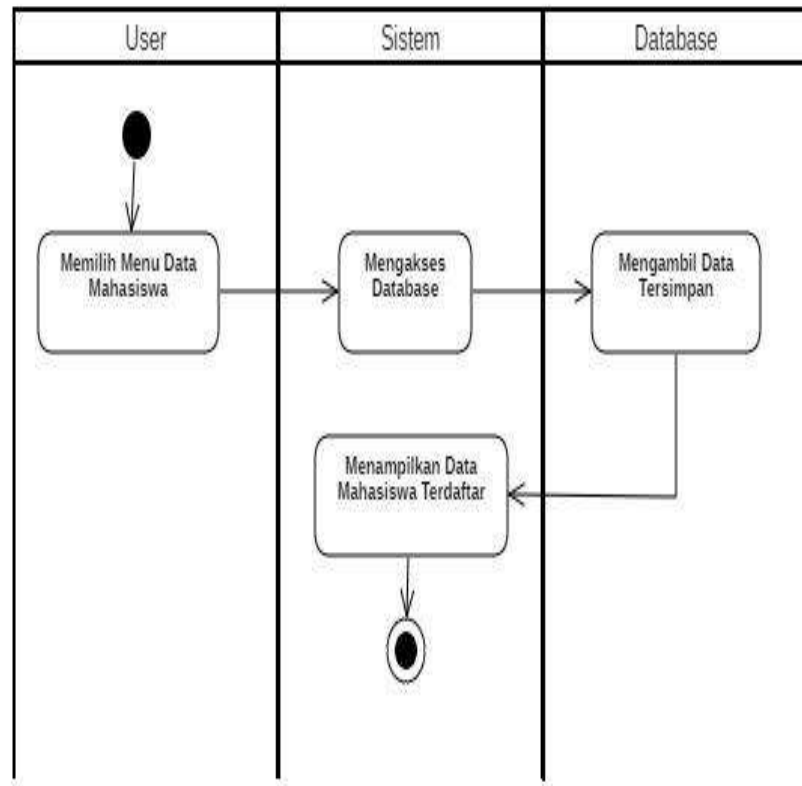 User
Sistem
Database
Memilih Menu Data
Mahasiswa
Mengakses
Database
Mengambil Data
Tersimpan
Menampilkan Data
Mahasiswa Terdaftar